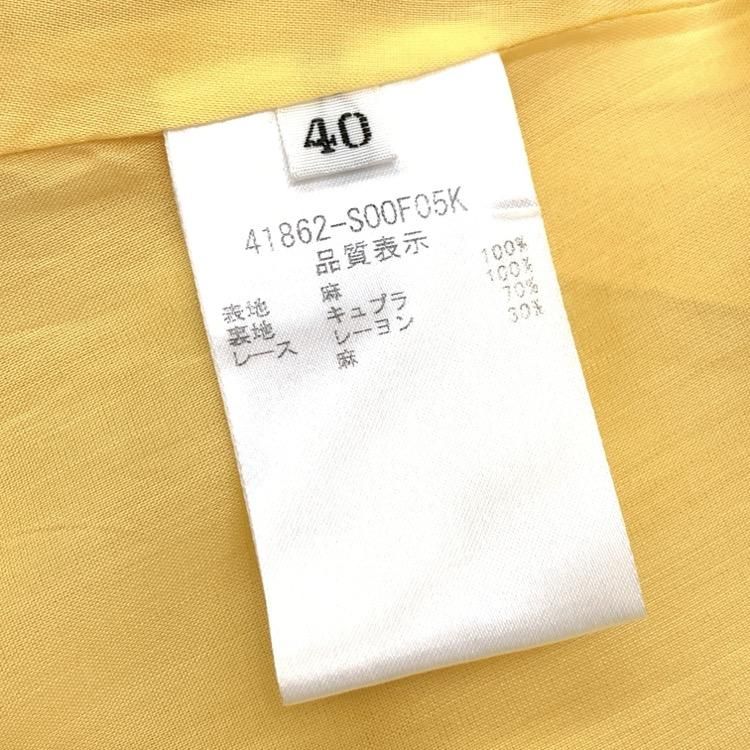 40
41862-S00F05K
品質表示
表地 麻 100%
裏地 キュプラ 100%
レース レーヨン 70%
麻 30%